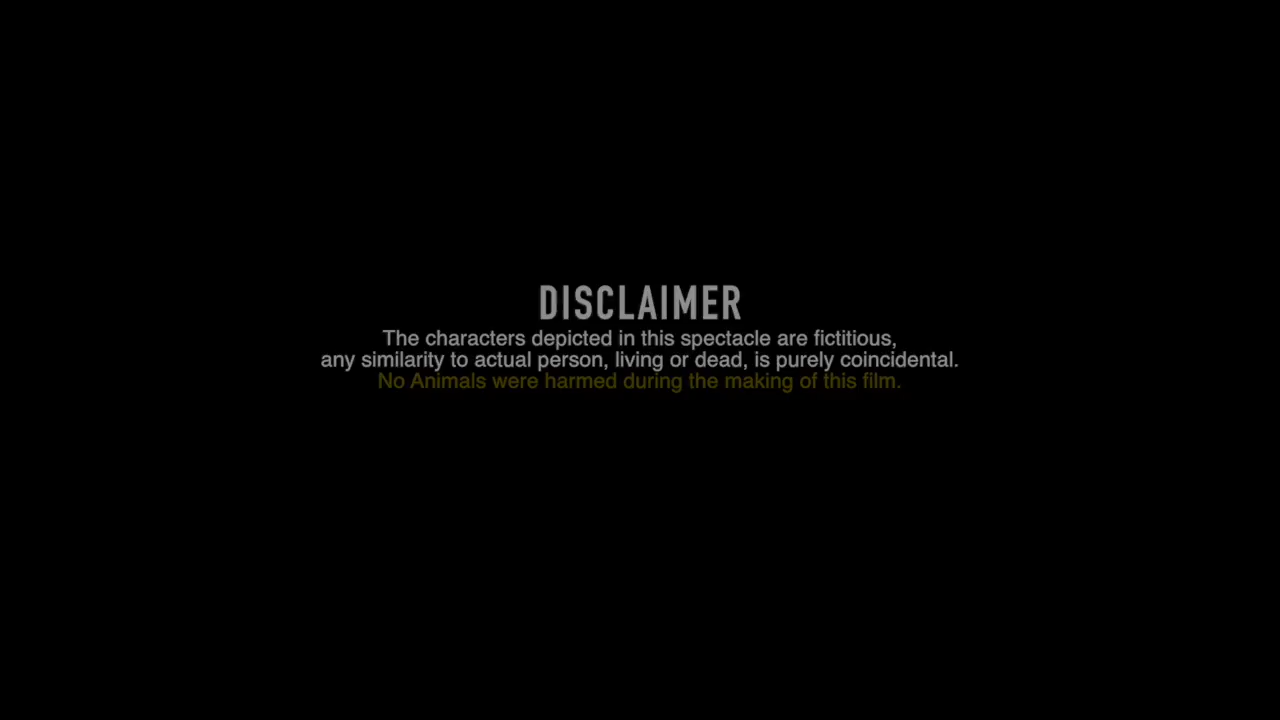 DISCLAIMER
The characters depicted in this spectacle are fictitious,
any similarity to actual person, living or dead, is purely coincidental.
No Animals were harmed during the making of this film.